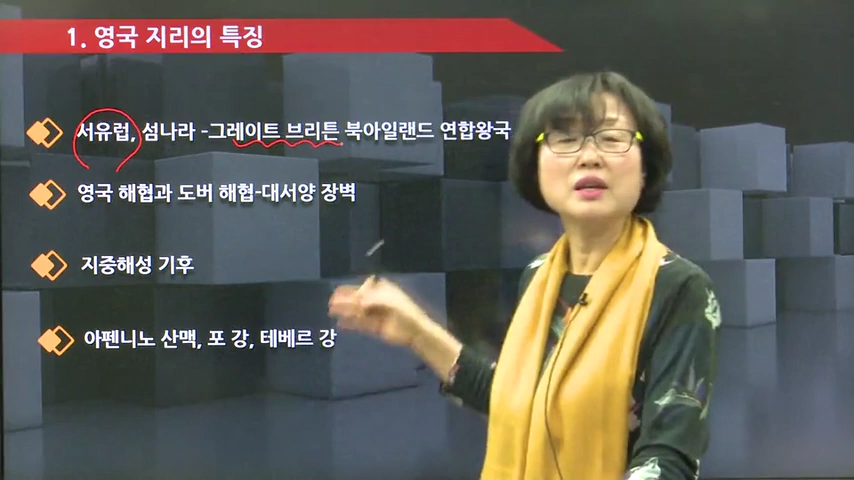 1. 영국 지리의 특징
서유럽, 섬나라 -그레이트 브리튼 북아일랜드 연합왕국
영국 해협과 도버 해협-대서양 장벽
지중해성 기후
아펜니노 산맥, 포 강, 테베르 강